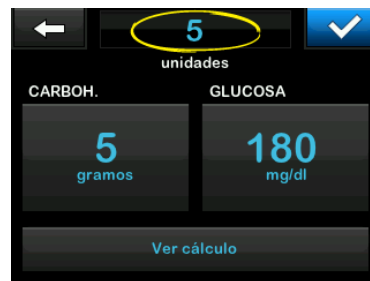 5
unidades
CARBOH. GLUCOSA
5 180
gramos mg/dl
Ver cálculo